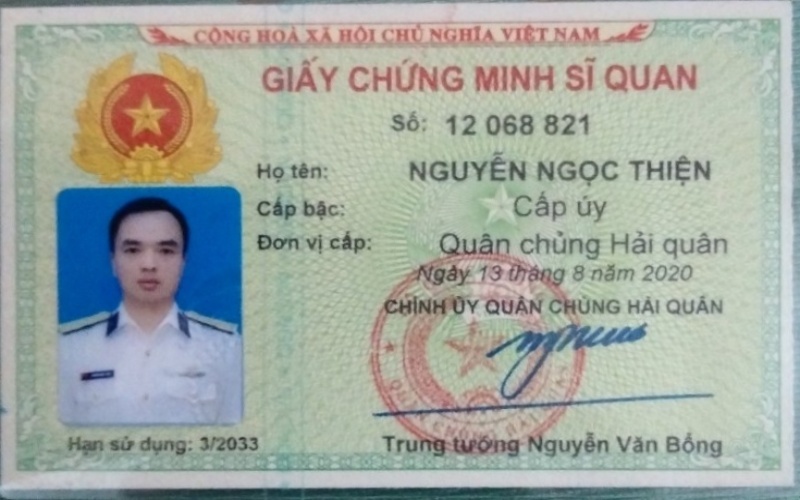 CỘNG HOÀ XÃ HỘI CHỦ NGHĨA VIỆT NAM
GIẤY CHỨNG MINH SĨ QUAN
Số: 12 068 821
Họ tên: NGUYỄN NGỌC THIỆN
Cấp bậc: Cấp úy
Đơn vị cấp: Quân chủng Hải quân
Ngày 13 tháng 8 năm 2020
CHÍNH ỦY QUÂN CHỦNG HẢI QUÂN
Hạn sử dụng: 3/2033
Trung tướng Nguyễn Văn Bổng